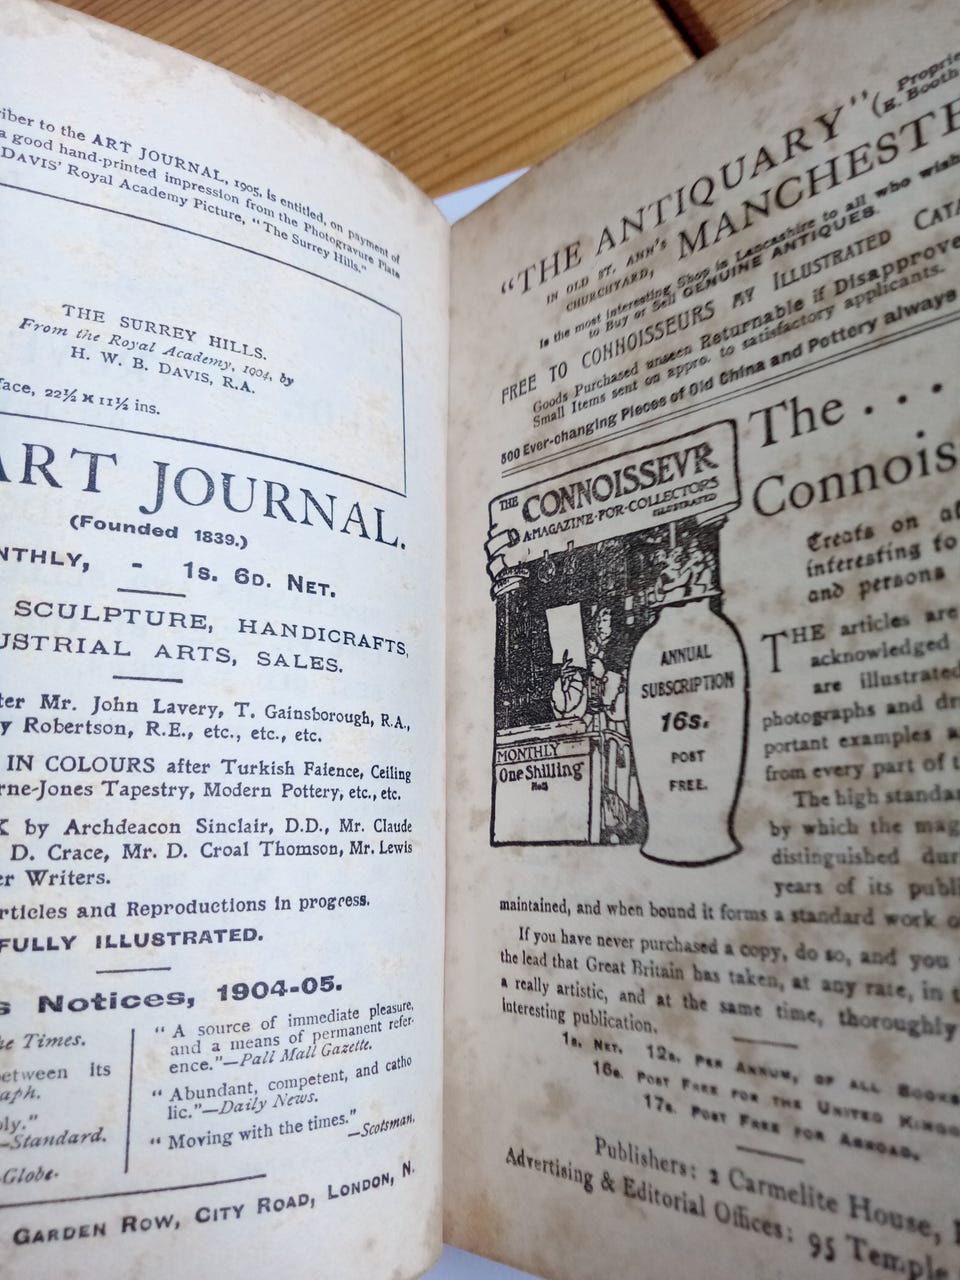 riber to the ART JOURNAL, 1905, is entitled, on payment of
a good hand-printed impression from the Photogravure Plate
DAVIS' Royal Academy Picture, "The Surrey Hills."
THE SURREY HILLS.
From the Royal Academy, 1904, by
H. W. B. DAVIS, R.A.
face, 22½ × 11½ ins.
ART JOURNAL.
(Founded 1839.)
NTHLY, - 1s. 6D. NET.
SCULPTURE, HANDICRAFTS,
USTRIAL ARTS, SALES.
ter Mr. John Lavery, T. Gainsborough, R.A.,
y Robertson, R.E., etc., etc., etc.
IN COLOURS after Turkish Faience, Ceiling
rne-Jones Tapestry, Modern Pottery, etc., etc.
K by Archdeacon Sinclair, D.D., Mr. Claude
D. Crace, Mr. D. Croal Thomson, Mr. Lewis
er Writers.
rticles and Reproductions in progress.
FULLY ILLUSTRATED.
s Notices, 1904-05.
he Times.
etween its
aph.
ply."
—Standard.
Globe.
"A source of immediate pleasure,
and a means of permanent refer-
ence."—Pall Mall Gazette.
"Abundant, competent, and catho
lic."—Daily News.
"Moving with the times."
—Scotsman.
GARDEN ROW, CITY ROAD, LONDON, N.
"THE ANTIQUARY" (Proprie
(E. Booth
IN OLD ST. ANN'S
CHURCHYARD, MANCHESTE
Is the most interesting Shop in Lancashire to all who wish
to Buy or Sell GENUINE ANTIQUES.
FREE TO CONNOISSEURS MY ILLUSTRATED CATA
Goods Purchased unseen Returnable if Disapprove
Small Items sent on appro. to satisfactory applicants.
500 Ever-changing Pieces of Old China and Pottery always
THE CONNOISSEVR
A·MAGAZINE·FOR·COLLECTORS
ILLUSTRATED
MONTHLY
One Shilling
Nett
ANNUAL
SUBSCRIPTION
16s.
POST
FREE.
The . . . .
Connois
Treats on al
interesting to
and persons
THE articles are
acknowledged
are illustrated
photographs and dr
portant examples a
from every part of t
The high standar
by which the mag
distinguished dur
years of its publi
maintained, and when bound it forms a standard work o
If you have never purchased a copy, do so, and you
the lead that Great Britain has taken, at any rate, in t
a really artistic, and at the same time, thoroughly
interesting publication.
1s. NET. 12s. PER ANNUM, OF ALL BOOKS
16s. POST FREE FOR THE UNITED KINGD
17s. POST FREE FOR ABROAD.
Publishers: 2 Carmelite House,
Advertising & Editorial Offices: 95 Temple